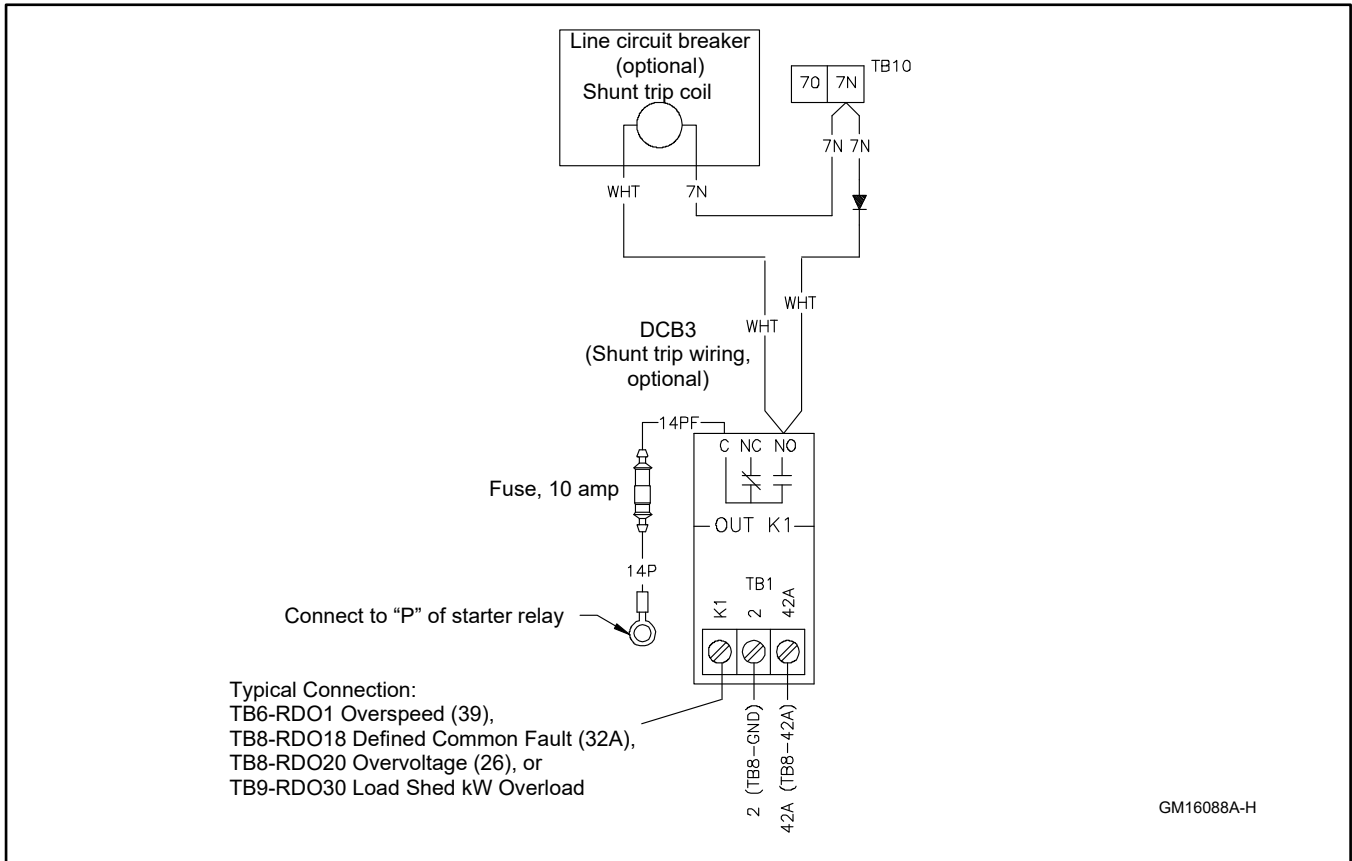 Line circuit breaker
(optional)
Shunt trip coil
70 7N TB10
7N 7N
WHT 7N
WHT
WHT
DCB3
(Shunt trip wiring,
optional)
14PF
C NC NO
Fuse, 10 amp
OUT K1
14P
TB1
K1 2 42A
Connect to “P” of starter relay
Typical Connection:
TB6-RDO1 Overspeed (39),
TB8-RDO18 Defined Common Fault (32A),
TB8-RDO20 Overvoltage (26), or
TB9-RDO30 Load Shed kW Overload
2 (TB8-GND)
42A (TB8-42A)
GM16088A-H